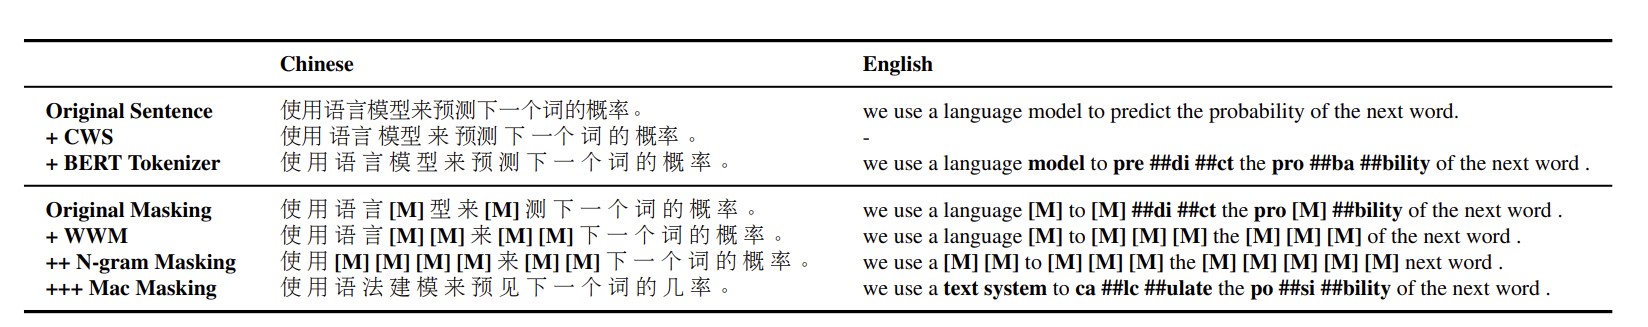 Chinese English
Original Sentence 使用语言模型来预测下一个词的概率。 we use a language model to predict the probability of the next word.
+ CWS 使用 语言 模型 来 预测 下 一个 词 的 概率 。 -
+ BERT Tokenizer 使 用 语 言 模 型 来 预 测 下 一 个 词 的 概 率 。 we use a language model to pre ##di ##ct the pro ##ba ##bility of the next word .
Original Masking 使 用 语 言 [M] 型 来 [M] 测 下 一 个 词 的 概 率 。 we use a language [M] to [M] ##di ##ct the pro [M] ##bility of the next word .
+ WWM 使 用 语 言 [M] [M] 来 [M] [M] 下 一 个 词 的 概 率 。 we use a language [M] to [M] [M] [M] the [M] [M] [M] of the next word .
++ N-gram Masking 使 用 [M] [M] [M] [M] 来 [M] [M] 下 一 个 词 的 概 率 。 we use a [M] [M] to [M] [M] [M] the [M] [M] [M] [M] [M] next word .
+++ Mac Masking 使 用 语 法 建 模 来 预 见 下 一 个 词 的 几 率 。 we use a text system to ca ##lc ##ulate the po ##si ##bility of the next word .